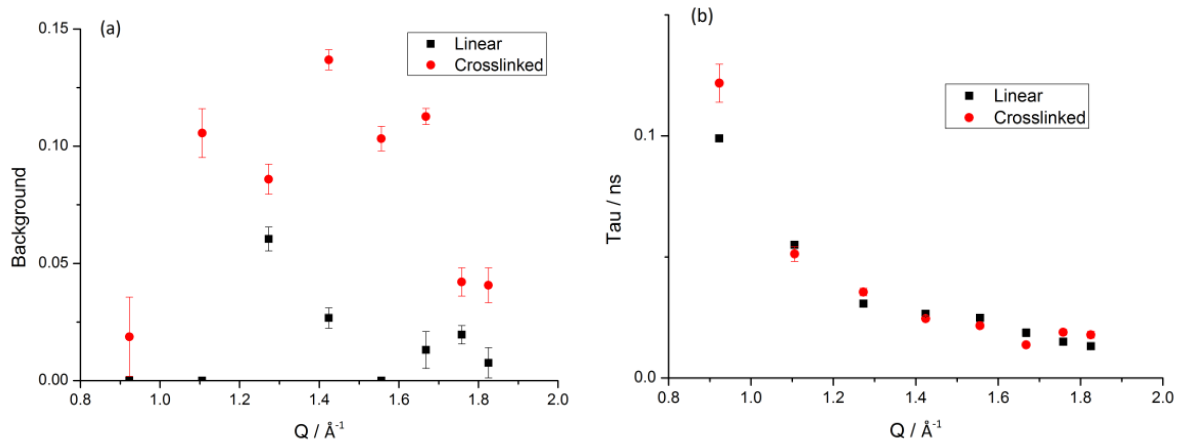 (a)
Linear
Crosslinked
Background
0.15
0.10
0.05
0.00
0.8 1.0 1.2 1.4 1.6 1.8 2.0
Q / Å⁻¹
(b)
Linear
Crosslinked
Tau / ns
0.1
0.0
0.8 1.0 1.2 1.4 1.6 1.8 2.0
Q / Å⁻¹